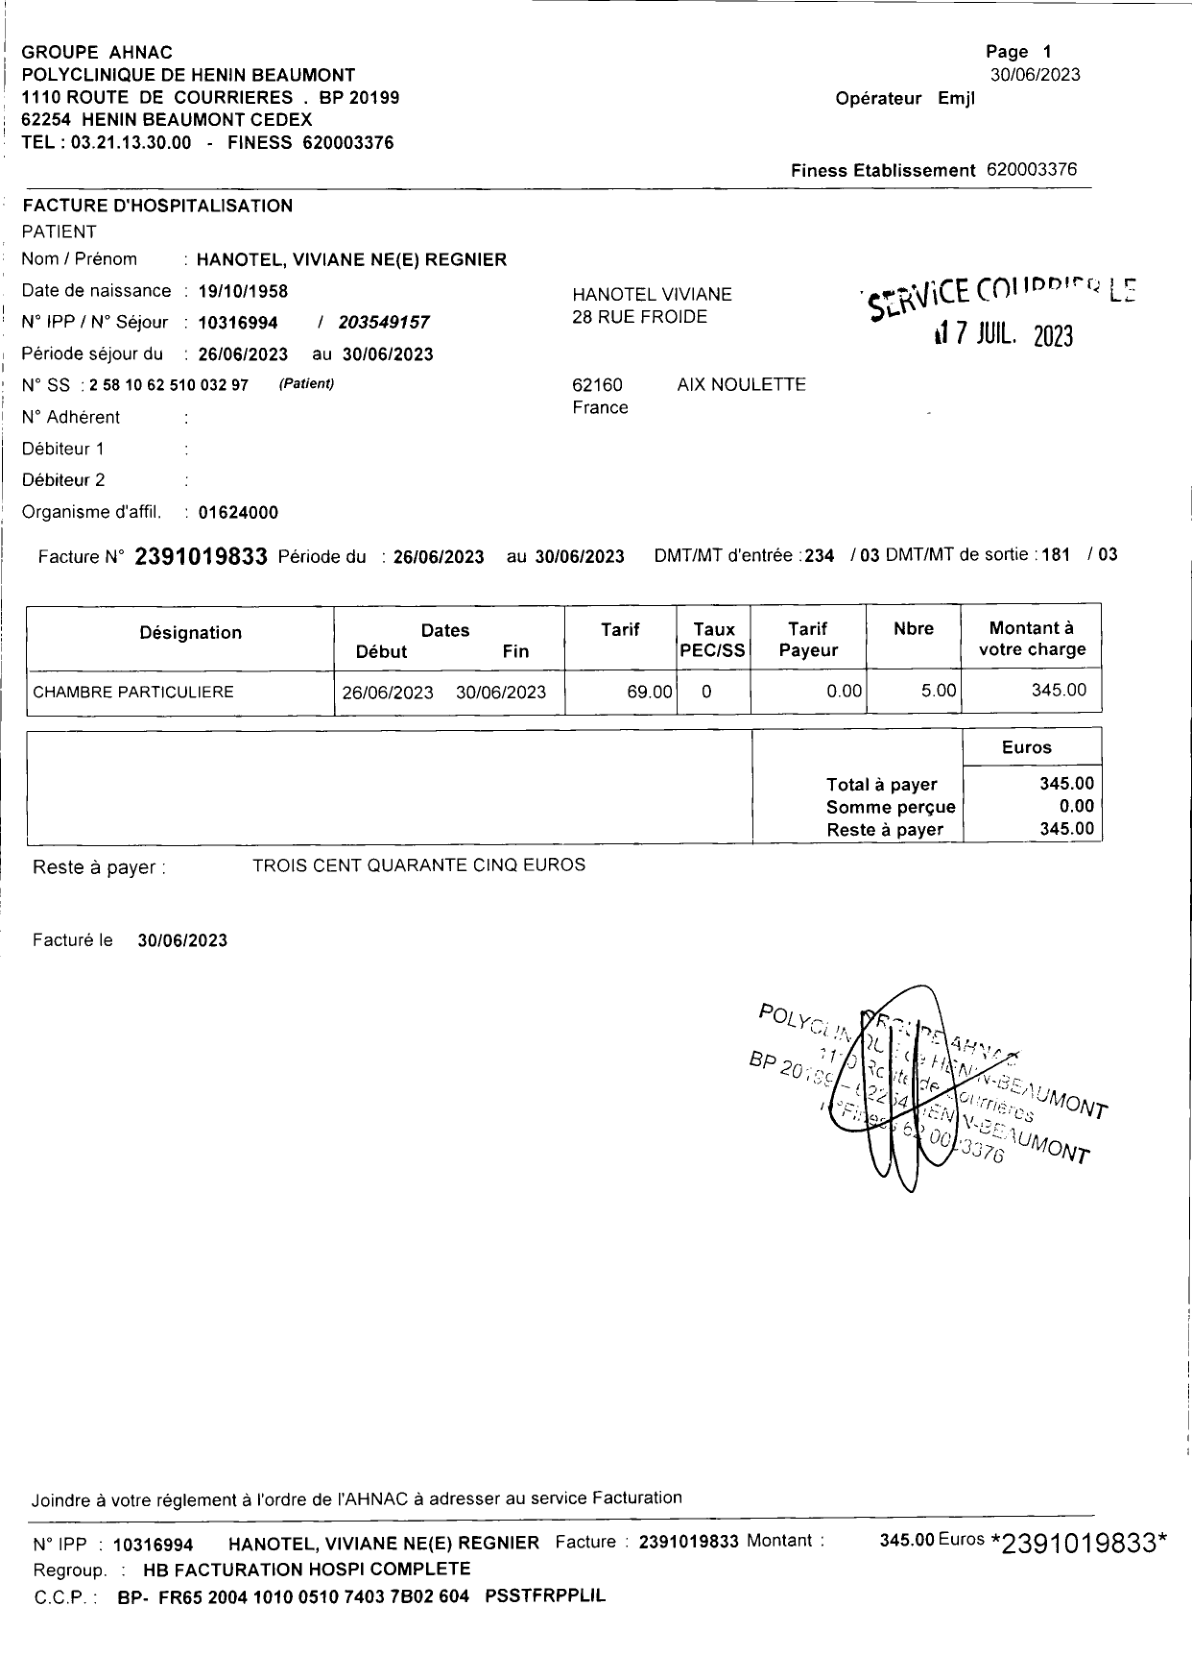 GROUPE AHNAC
POLYCLINIQUE DE HENIN BEAUMONT
1110 ROUTE DE COURRIERES . BP 20199
62254 HENIN BEAUMONT CEDEX
TEL : 03.21.13.30.00 - FINESS 620003376
Page 1
30/06/2023
Opérateur Emjl
Finess Etablissement 620003376
FACTURE D'HOSPITALISATION
PATIENT
Nom / Prénom : HANOTEL, VIVIANE NE(E) REGNIER
Date de naissance : 19/10/1958
N° IPP / N° Séjour : 10316994 / 203549157
Période séjour du : 26/06/2023 au 30/06/2023
N° SS : 2 58 10 62 510 032 97 (Patient)
N° Adhérent :
Débiteur 1 :
Débiteur 2 :
Organisme d'affil. : 01624000
HANOTEL VIVIANE
28 RUE FROIDE
62160 AIX NOULETTE
France
SERVICE COURRIER LE
17 JUIL. 2023
Facture N° 2391019833 Période du : 26/06/2023 au 30/06/2023 DMT/MT d'entrée :234 / 03 DMT/MT de sortie : 181 / 03
Désignation Dates Tarif Taux Tarif Nbre Montant à
Début Fin PEC/SS Payeur votre charge
CHAMBRE PARTICULIERE 26/06/2023 30/06/2023 69.00 0 0.00 5.00 345.00
Euros
Total à payer 345.00
Somme perçue 0.00
Reste à payer 345.00
Reste à payer : TROIS CENT QUARANTE CINQ EUROS
Facturé le 30/06/2023
GROUPE AHNAC
POLYCLINIQUE de HENIN-BEAUMONT
1110 Route de Courrières
BP 20199 – 62254 HENIN-BEAUMONT
N°Finess 62 0003376
Joindre à votre réglement à l'ordre de l'AHNAC à adresser au service Facturation
N° IPP : 10316994 HANOTEL, VIVIANE NE(E) REGNIER Facture : 2391019833 Montant : 345.00 Euros *2391019833*
Regroup. : HB FACTURATION HOSPI COMPLETE
C.C.P. : BP- FR65 2004 1010 0510 7403 7B02 604 PSSTFRPPLIL